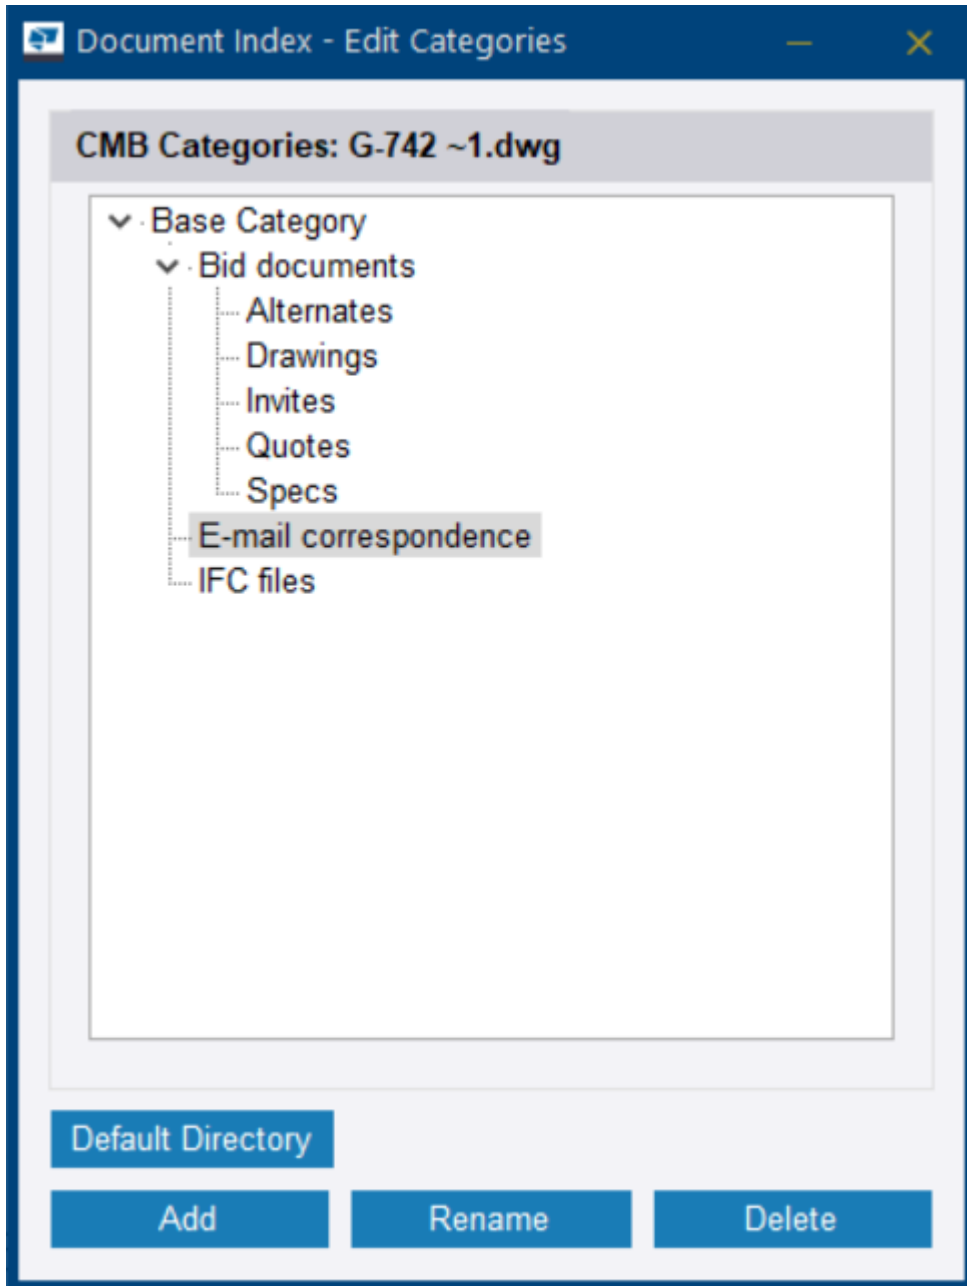 Document Index - Edit Categories
CMB Categories: G-742 ~1.dwg
Base Category
Bid documents
Alternates
Drawings
Invites
Quotes
Specs
E-mail correspondence
IFC files
Default Directory
Add Rename Delete